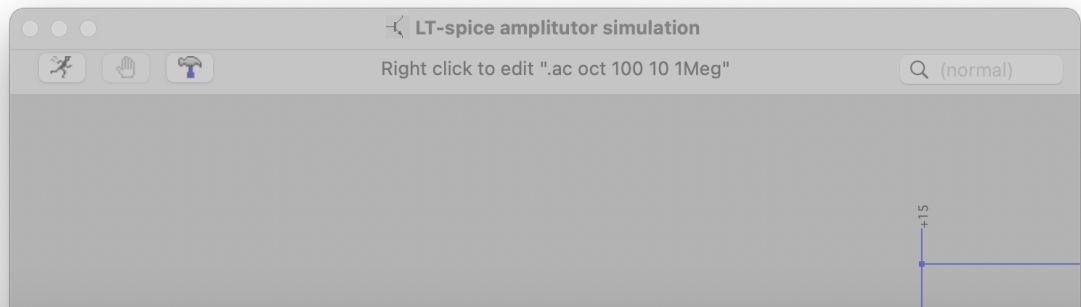 LT-spice amplitutor simulation
Right click to edit ".ac oct 100 10 1Meg"
(normal)
+15